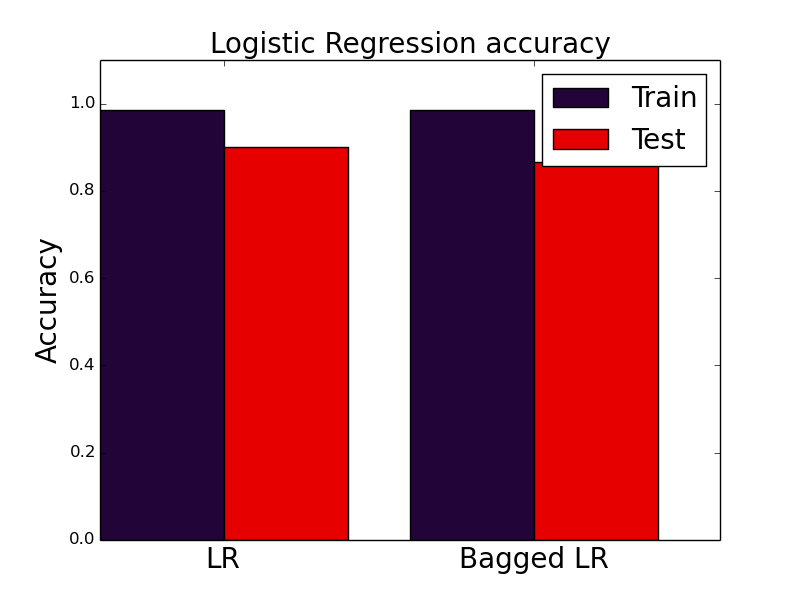 Logistic Regression accuracy
Train
Test
1.0
0.8
0.6
0.4
0.2
0.0
Accuracy
LR
Bagged LR